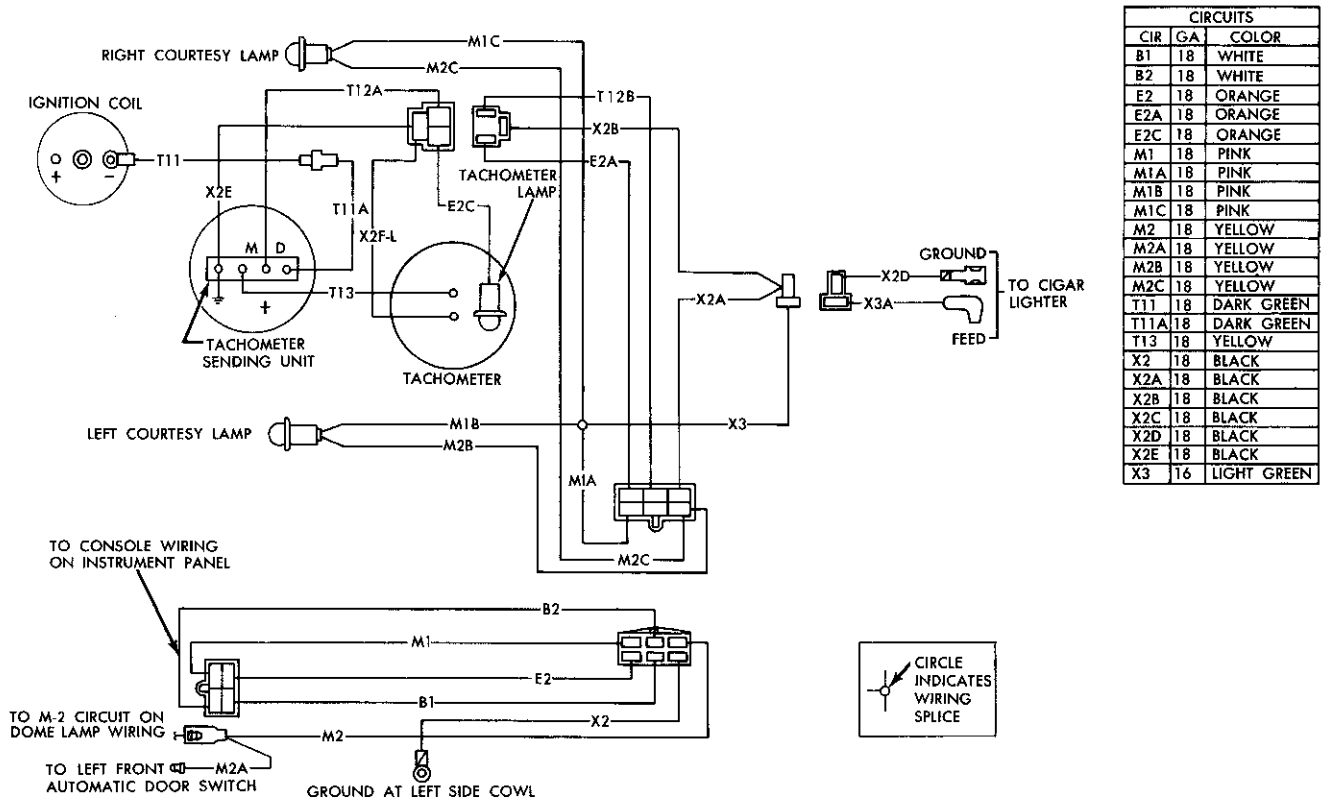 RIGHT COURTESY LAMP
M1C
M2C
IGNITION COIL
T12A
T12B
X2B
T11
+
-
E2A
TACHOMETER
LAMP
X2E
T11A
E2C
X2F-L
M D
+
T13
TACHOMETER
SENDING UNIT
TACHOMETER
X2A
GROUND
X2D
TO CIGAR
LIGHTER
X3A
FEED
LEFT COURTESY LAMP
M1B
M2B
X3
M1A
M2C
TO CONSOLE WIRING
ON INSTRUMENT PANEL
B2
M1
E2
B1
X2
M2
TO M-2 CIRCUIT ON
DOME LAMP WIRING
TO LEFT FRONT
AUTOMATIC DOOR SWITCH
M2A
GROUND AT LEFT SIDE COWL
CIRCLE
INDICATES
WIRING
SPLICE
CIRCUITS
CIR GA COLOR
B1 18 WHITE
B2 18 WHITE
E2 18 ORANGE
E2A 18 ORANGE
E2C 18 ORANGE
M1 18 PINK
M1A 18 PINK
M1B 18 PINK
M1C 18 PINK
M2 18 YELLOW
M2A 18 YELLOW
M2B 18 YELLOW
M2C 18 YELLOW
T11 18 DARK GREEN
T11A 18 DARK GREEN
T13 18 YELLOW
X2 18 BLACK
X2A 18 BLACK
X2B 18 BLACK
X2C 18 BLACK
X2D 18 BLACK
X2E 18 BLACK
X3 16 LIGHT GREEN